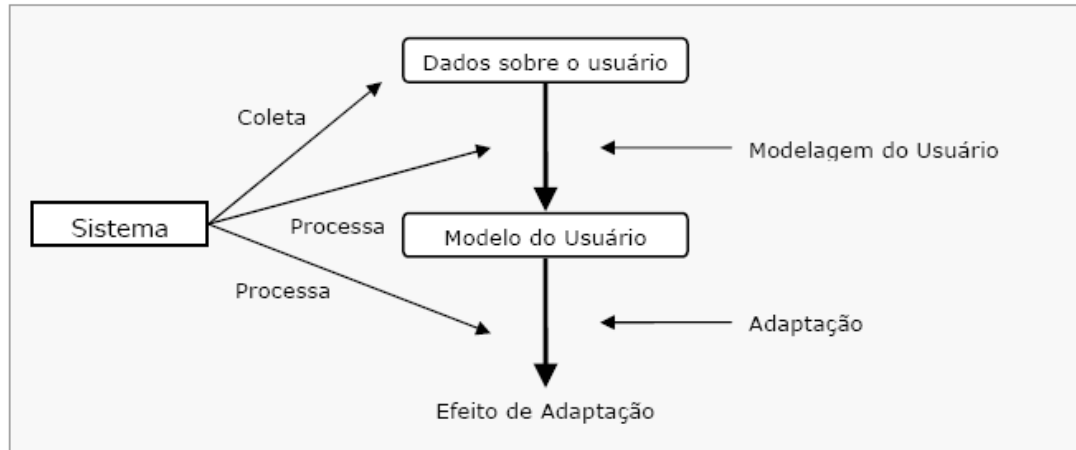 Dados sobre o usuário
Coleta
Modelagem do Usuário
Sistema
Processa
Modelo do Usuário
Processa
Adaptação
Efeito de Adaptação